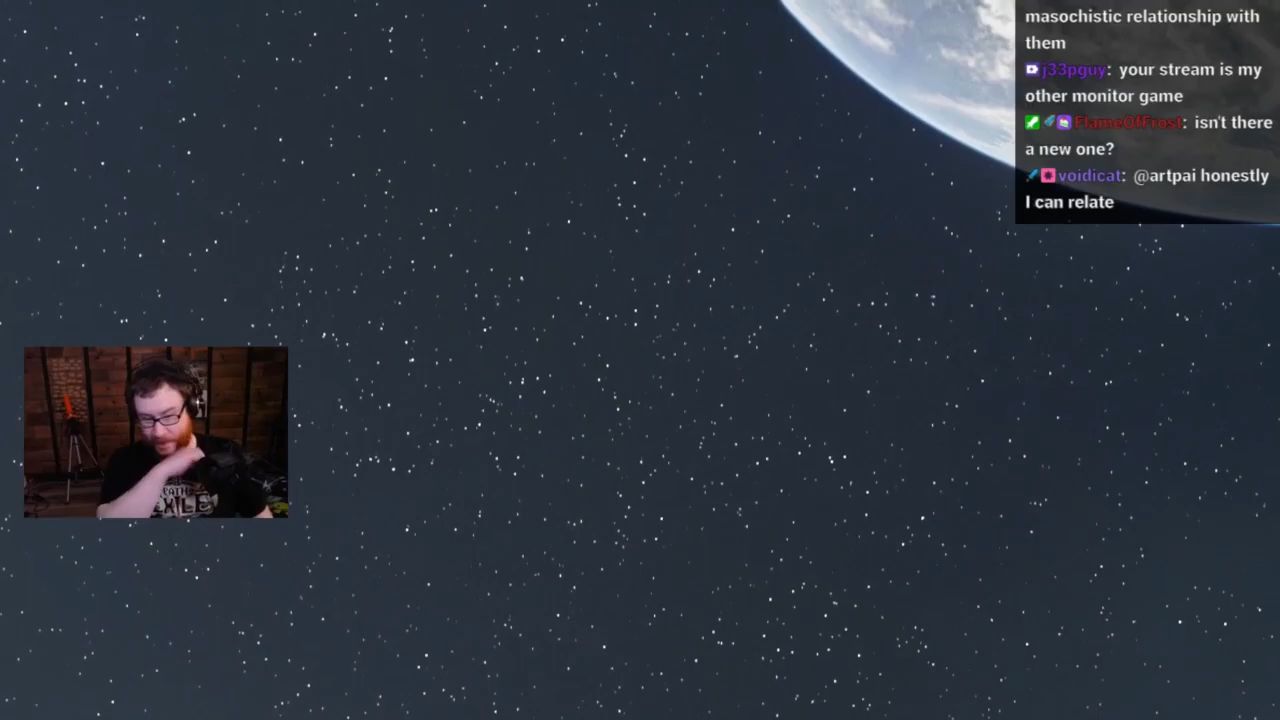 masochistic relationship with
them
j33pguy: your stream is my
other monitor game
FlameOfFrost: isn't there
a new one?
voidicat: @artpai honestly
I can relate
EXILE